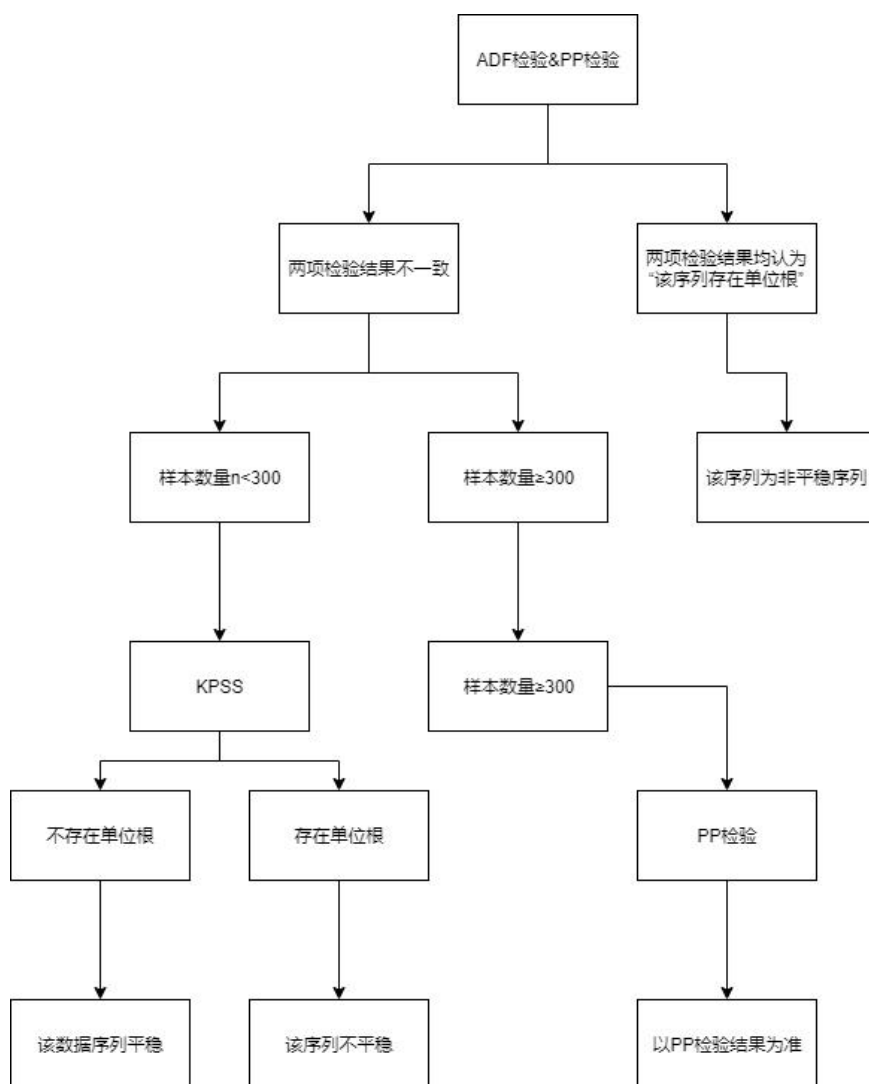 ADF检验&PP检验
两项检验结果不一致
两项检验结果均认为
“该序列存在单位根”
样本数量n<300
样本数量≥300
该序列为非平稳序列
KPSS
样本数量≥300
不存在单位根
存在单位根
PP检验
该数据序列平稳
该序列不平稳
以PP检验结果为准